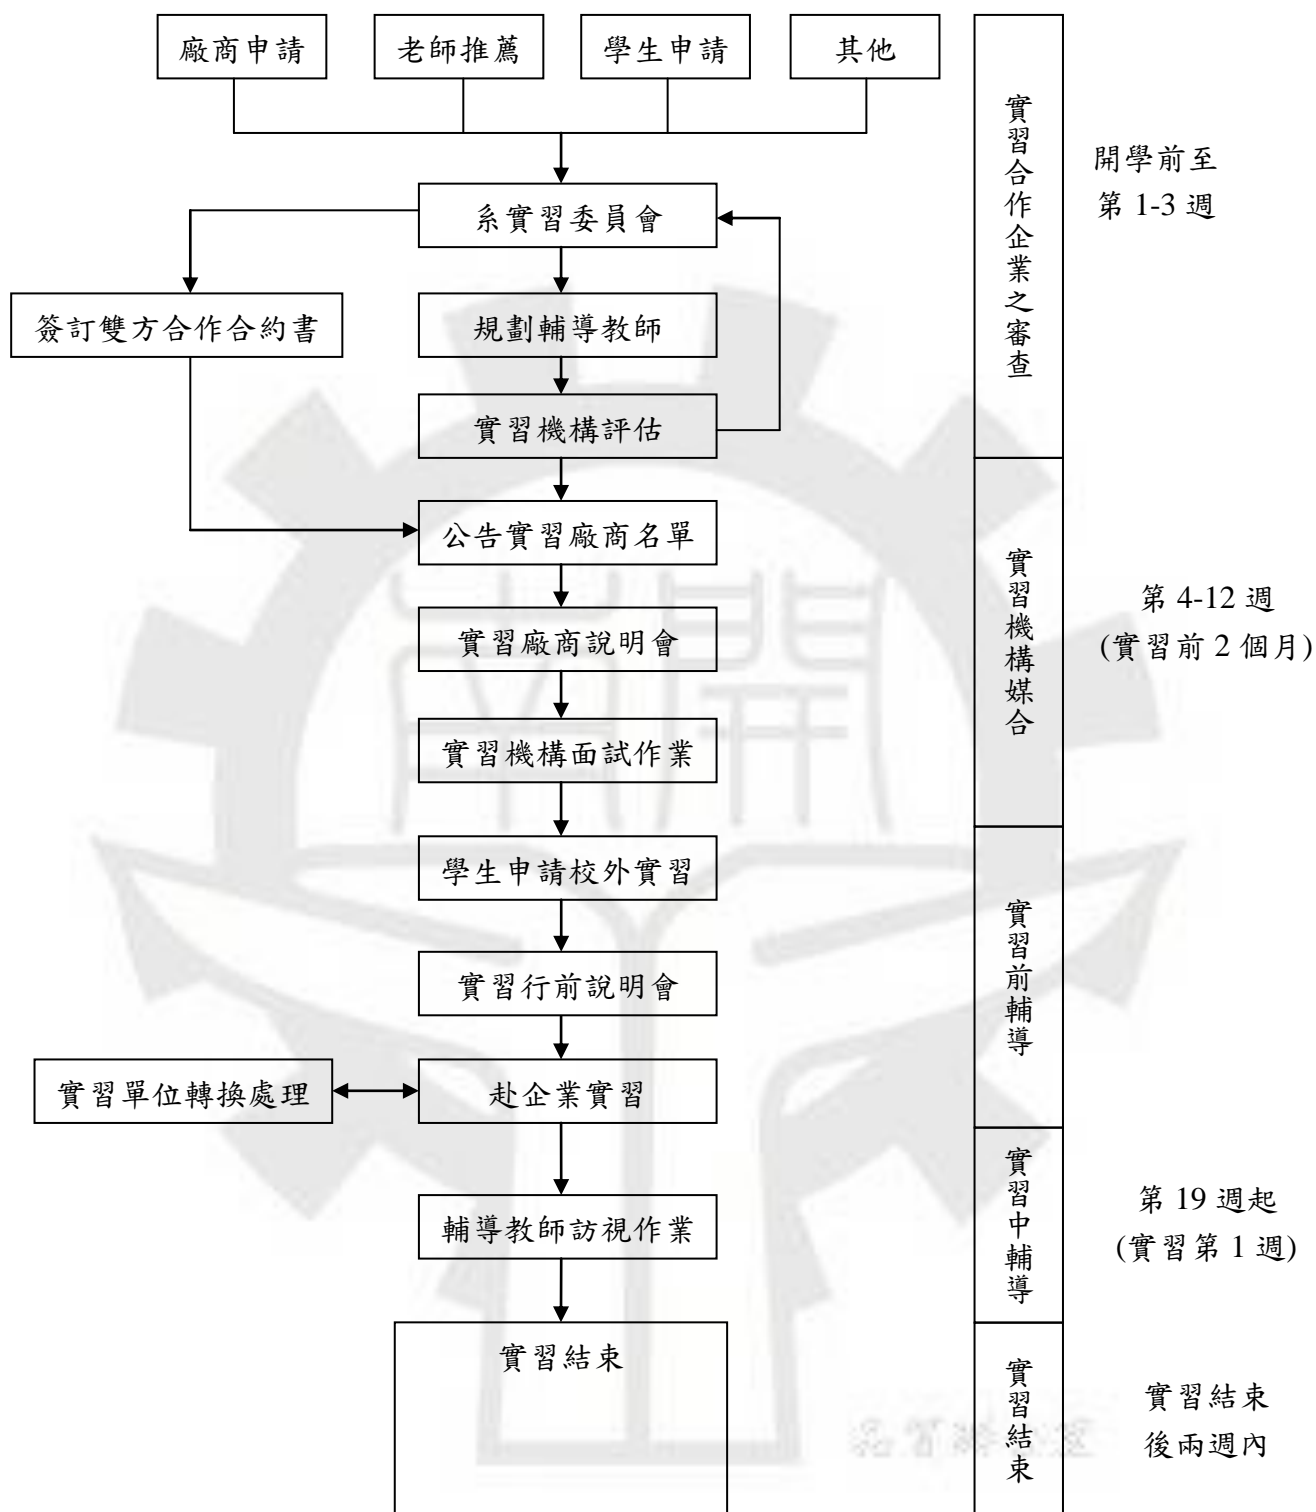 廠商申請
老師推薦
學生申請
其他
系實習委員會
簽訂雙方合作合約書
規劃輔導教師
實習機構評估
公告實習廠商名單
實習廠商說明會
實習機構面試作業
學生申請校外實習
實習行前說明會
實習單位轉換處理
赴企業實習
輔導教師訪視作業
實習結束
實習合作企業之審查
開學前至
第 1-3 週
實習機構媒合
第 4-12 週
(實習前 2 個月)
實習前輔導
實習中輔導
第 19 週起
(實習第 1 週)
實習結束
實習結束
後兩週內